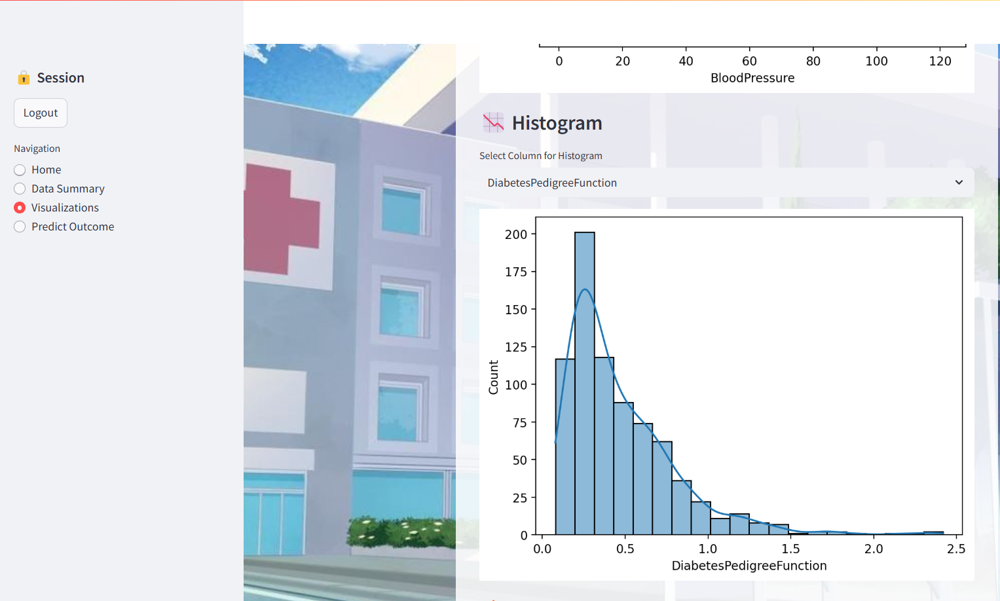 Session
Logout
Navigation
Home
Data Summary
Visualizations
Predict Outcome
0 20 40 60 80 100 120
BloodPressure
Histogram
Select Column for Histogram
DiabetesPedigreeFunction
200
175
150
125
100
75
50
25
0
Count
0.0 0.5 1.0 1.5 2.0 2.5
DiabetesPedigreeFunction